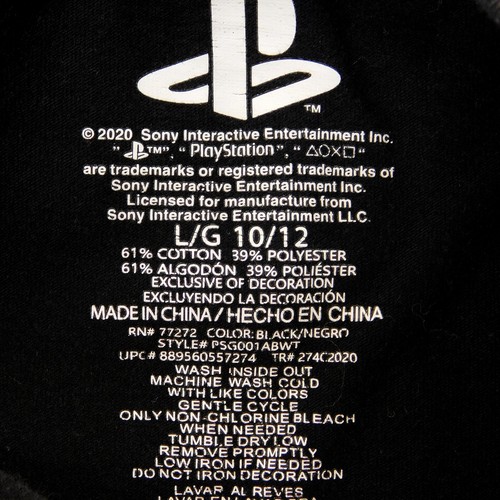 TM
© 2020 Sony Interactive Entertainment Inc.
" TM", "PlayStation", " △○×□ "
are trademarks or registered trademarks of
Sony Interactive Entertainment Inc.
Licensed for manufacture from
Sony Interactive Entertainment LLC.
L/G 10/12
61% COTTON 39% POLYESTER
61% ALGODÓN 39% POLIÉSTER
EXCLUSIVE OF DECORATION
EXCLUYENDO LA DECORACIÓN
MADE IN CHINA / HECHO EN CHINA
RN# 77272 COLOR: BLACK/NEGRO
STYLE# PSG001ABWT
UPC# 889560557274 TR# 274C2020
WASH INSIDE OUT
MACHINE WASH COLD
WITH LIKE COLORS
GENTLE CYCLE
ONLY NON-CHLORINE BLEACH
WHEN NEEDED
TUMBLE DRY LOW
REMOVE PROMPTLY
LOW IRON IF NEEDED
DO NOT IRON DECORATION
LAVAR AL REVES
LAVAR EN